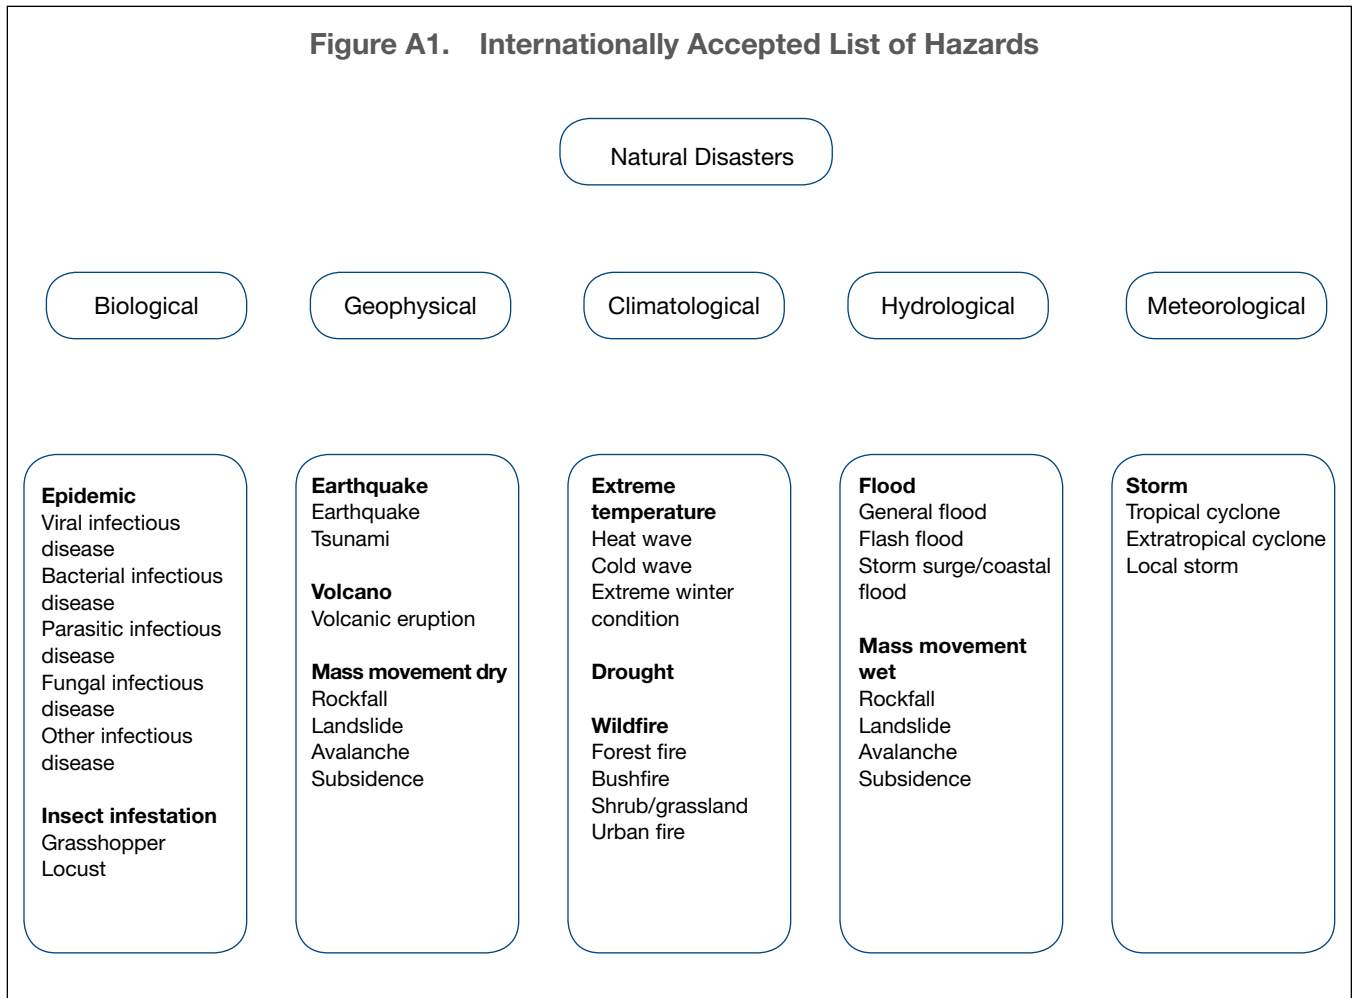 Figure A1. Internationally Accepted List of Hazards
Natural Disasters
Biological
Geophysical
Climatological
Hydrological
Meteorological
Epidemic
Viral infectious
disease
Bacterial infectious
disease
Parasitic infectious
disease
Fungal infectious
disease
Other infectious
disease
Insect infestation
Grasshopper
Locust
Earthquake
Earthquake
Tsunami
Volcano
Volcanic eruption
Mass movement dry
Rockfall
Landslide
Avalanche
Subsidence
Extreme
temperature
Heat wave
Cold wave
Extreme winter
condition
Drought
Wildfire
Forest fire
Bushfire
Shrub/grassland
Urban fire
Flood
General flood
Flash flood
Storm surge/coastal
flood
Mass movement
wet
Rockfall
Landslide
Avalanche
Subsidence
Storm
Tropical cyclone
Extratropical cyclone
Local storm